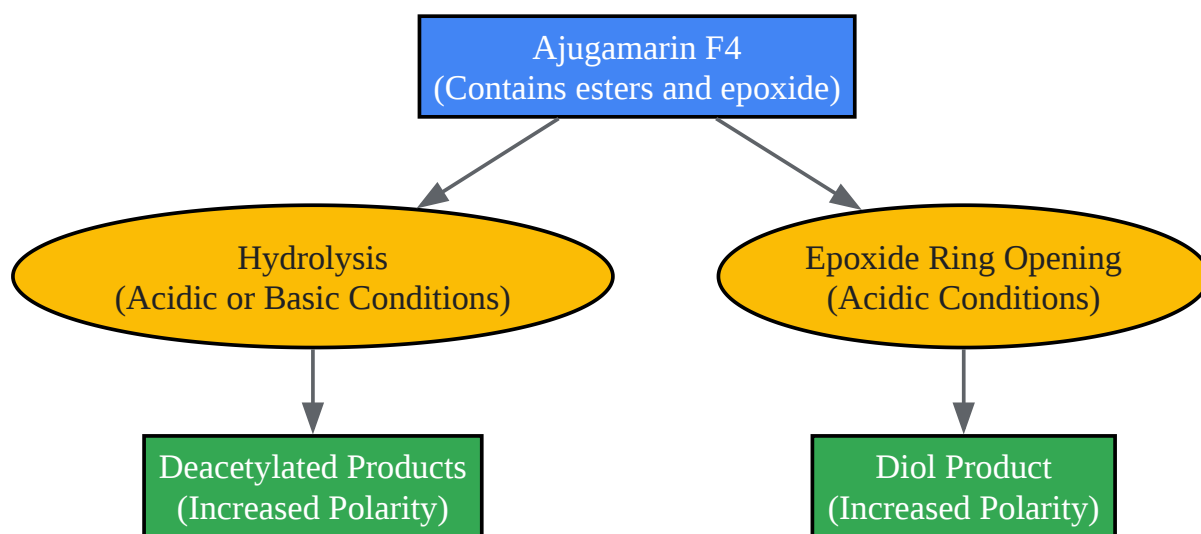 Ajugamarin F4
(Contains esters and epoxide)
Hydrolysis
(Acidic or Basic Conditions)
Epoxide Ring Opening
(Acidic Conditions)
Deacetylated Products
(Increased Polarity)
Diol Product
(Increased Polarity)